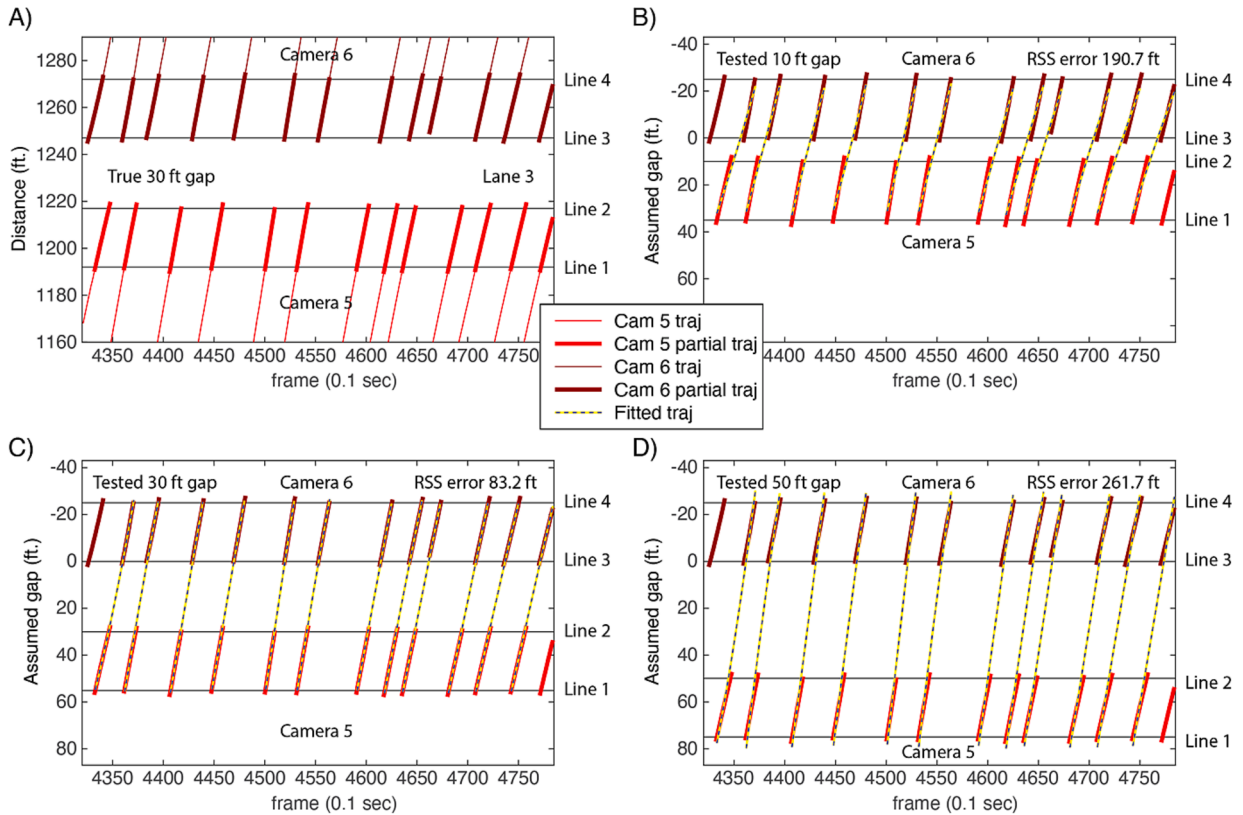 A)
Camera 6
True 30 ft gap
Lane 3
Camera 5
Line 4
Line 3
Line 2
Line 1
Distance (ft.)
1280
1260
1240
1220
1200
1180
1160
4350 4400 4450 4500 4550 4600 4650 4700 4750
frame (0.1 sec)
B)
Tested 10 ft gap
Camera 6
RSS error 190.7 ft
Camera 5
Line 4
Line 3
Line 2
Line 1
Assumed gap (ft.)
-40
-20
0
20
40
60
4400 4450 4500 4550 4600 4650 4700 4750
frame (0.1 sec)
Cam 5 traj
Cam 5 partial traj
Cam 6 traj
Cam 6 partial traj
Fitted traj
C)
Tested 30 ft gap
Camera 6
RSS error 83.2 ft
Camera 5
Line 4
Line 3
Line 2
Line 1
Assumed gap (ft.)
-40
-20
0
20
40
60
80
4350 4400 4450 4500 4550 4600 4650 4700 4750
frame (0.1 sec)
D)
Tested 50 ft gap
Camera 6
RSS error 261.7 ft
Camera 5
Line 4
Line 3
Line 2
Line 1
Assumed gap (ft.)
-40
-20
0
20
40
60
80
4350 4400 4450 4500 4550 4600 4650 4700 4750
frame (0.1 sec)